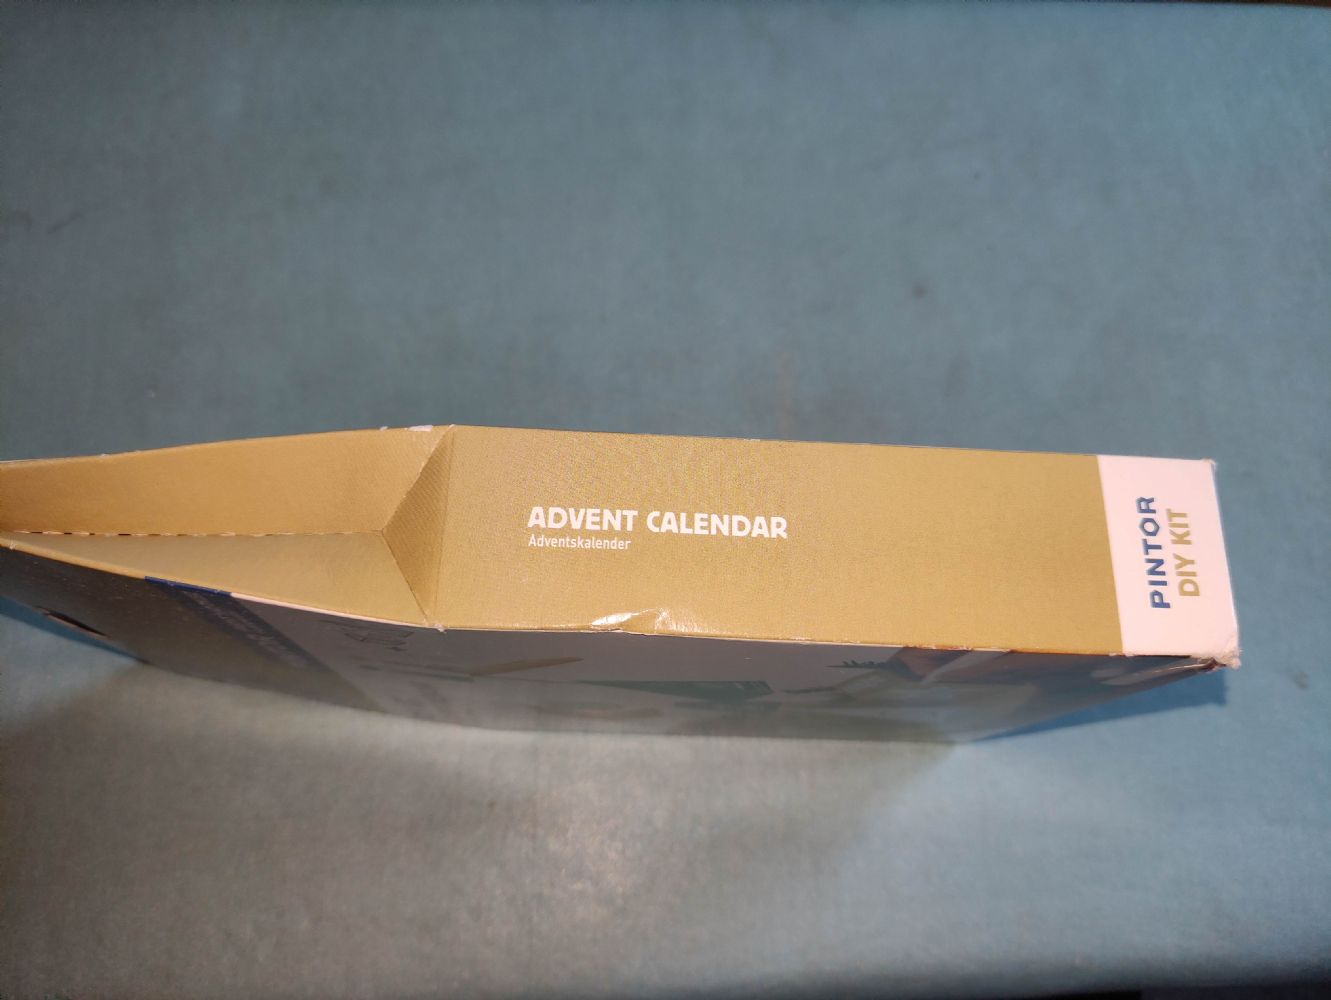 ADVENT CALENDAR
Adventskalender
PINTOR
DIY KIT